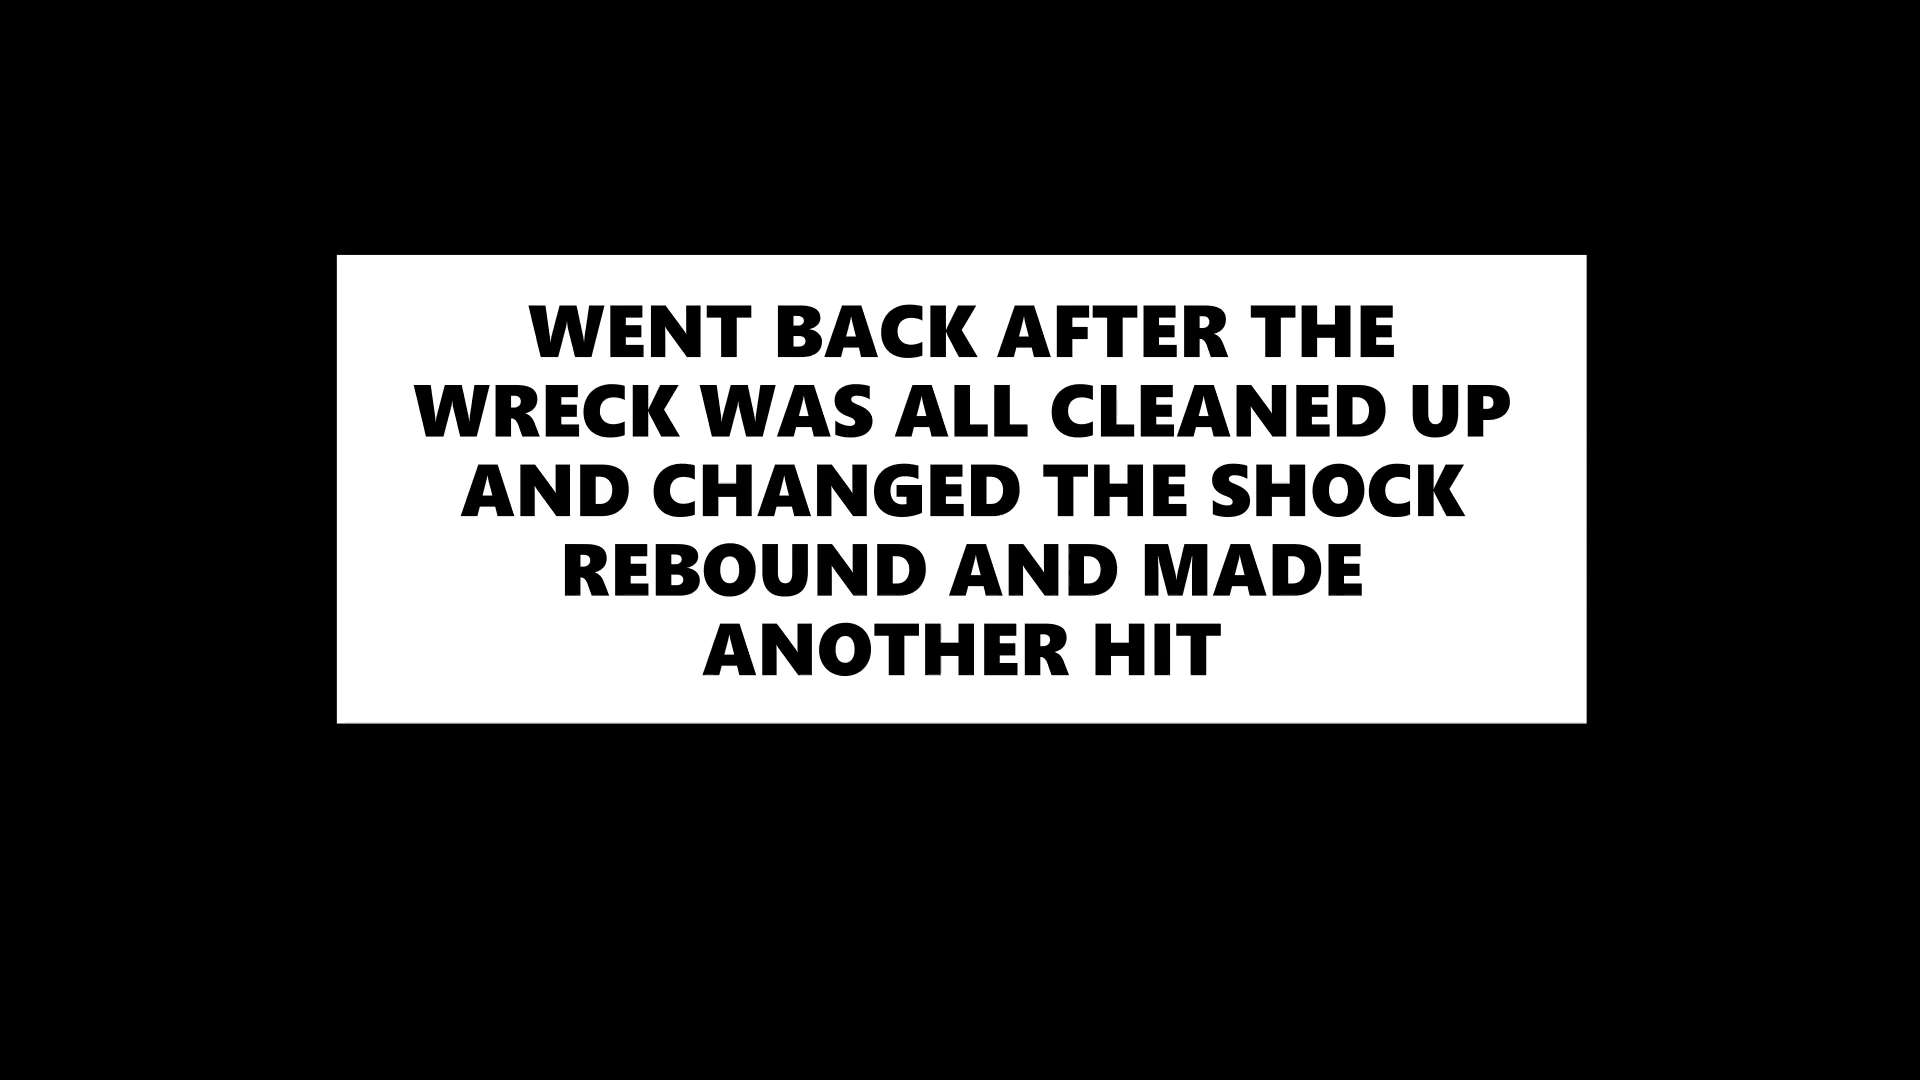 WENT BACK AFTER THE
WRECK WAS ALL CLEANED UP
AND CHANGED THE SHOCK
REBOUND AND MADE
ANOTHER HIT